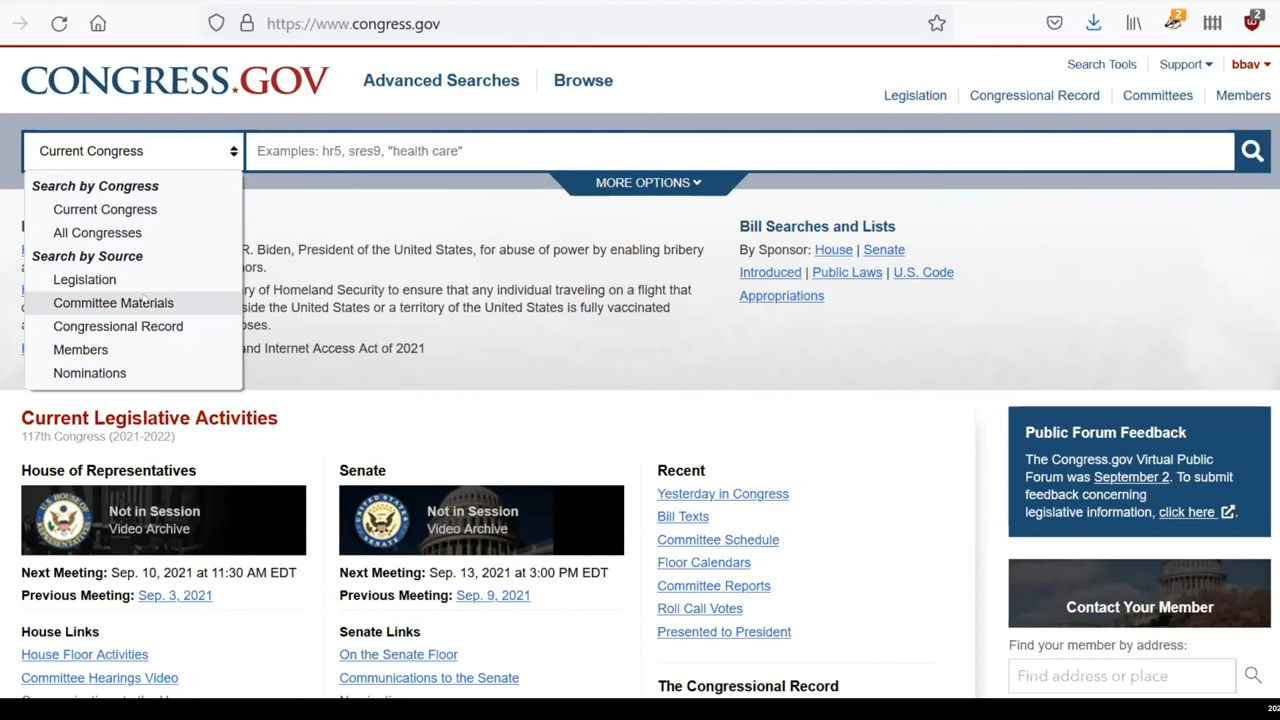 https://www.congress.gov
2
2
CONGRESS.GOV
Advanced Searches
Browse
Search Tools
Support
bbav
Legislation
Congressional Record
Committees
Members
Current Congress
Examples: hr5, sres9, "health care"
MORE OPTIONS
Search by Congress
Current Congress
All Congresses
Search by Source
Legislation
Committee Materials
Congressional Record
Members
Nominations
R. Biden, President of the United States, for abuse of power by enabling bribery
ry of Homeland Security to ensure that any individual traveling on a flight that
side the United States or a territory of the United States is fully vaccinated
and Internet Access Act of 2021
Bill Searches and Lists
By Sponsor: House | Senate
Introduced | Public Laws | U.S. Code
Appropriations
Current Legislative Activities
117th Congress (2021-2022)
House of Representatives
Not in Session
Video Archive
Next Meeting: Sep. 10, 2021 at 11:30 AM EDT
Previous Meeting: Sep. 3, 2021
House Links
House Floor Activities
Committee Hearings Video
Senate
Not in Session
Video Archive
Next Meeting: Sep. 13, 2021 at 3:00 PM EDT
Previous Meeting: Sep. 9, 2021
Senate Links
On the Senate Floor
Communications to the Senate
Recent
Yesterday in Congress
Bill Texts
Committee Schedule
Floor Calendars
Committee Reports
Roll Call Votes
Presented to President
The Congressional Record
Public Forum Feedback
The Congress.gov Virtual Public
Forum was September 2. To submit
feedback concerning
legislative information, click here .
Contact Your Member
Find your member by address:
Find address or place